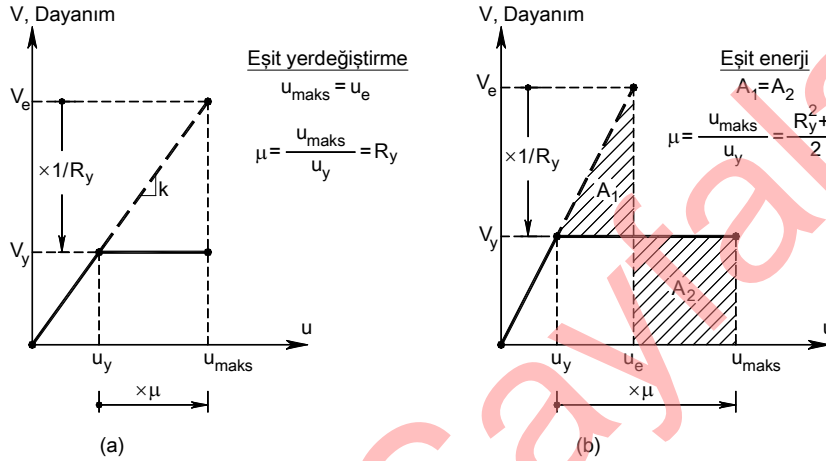 V, Dayanım
Eşit yerdeğiştirme
u_maks = u_e
V_e
×1/R_y
μ = u_maks / u_y = R_y
k
V_y
u
u_y
u_maks
×μ
(a)
V, Dayanım
Eşit enerji
A_1=A_2
V_e
μ = u_maks / u_y = R_y^2+ / 2
×1/R_y
A_1
V_y
A_2
u
u_y
u_e
u_maks
×μ
(b)